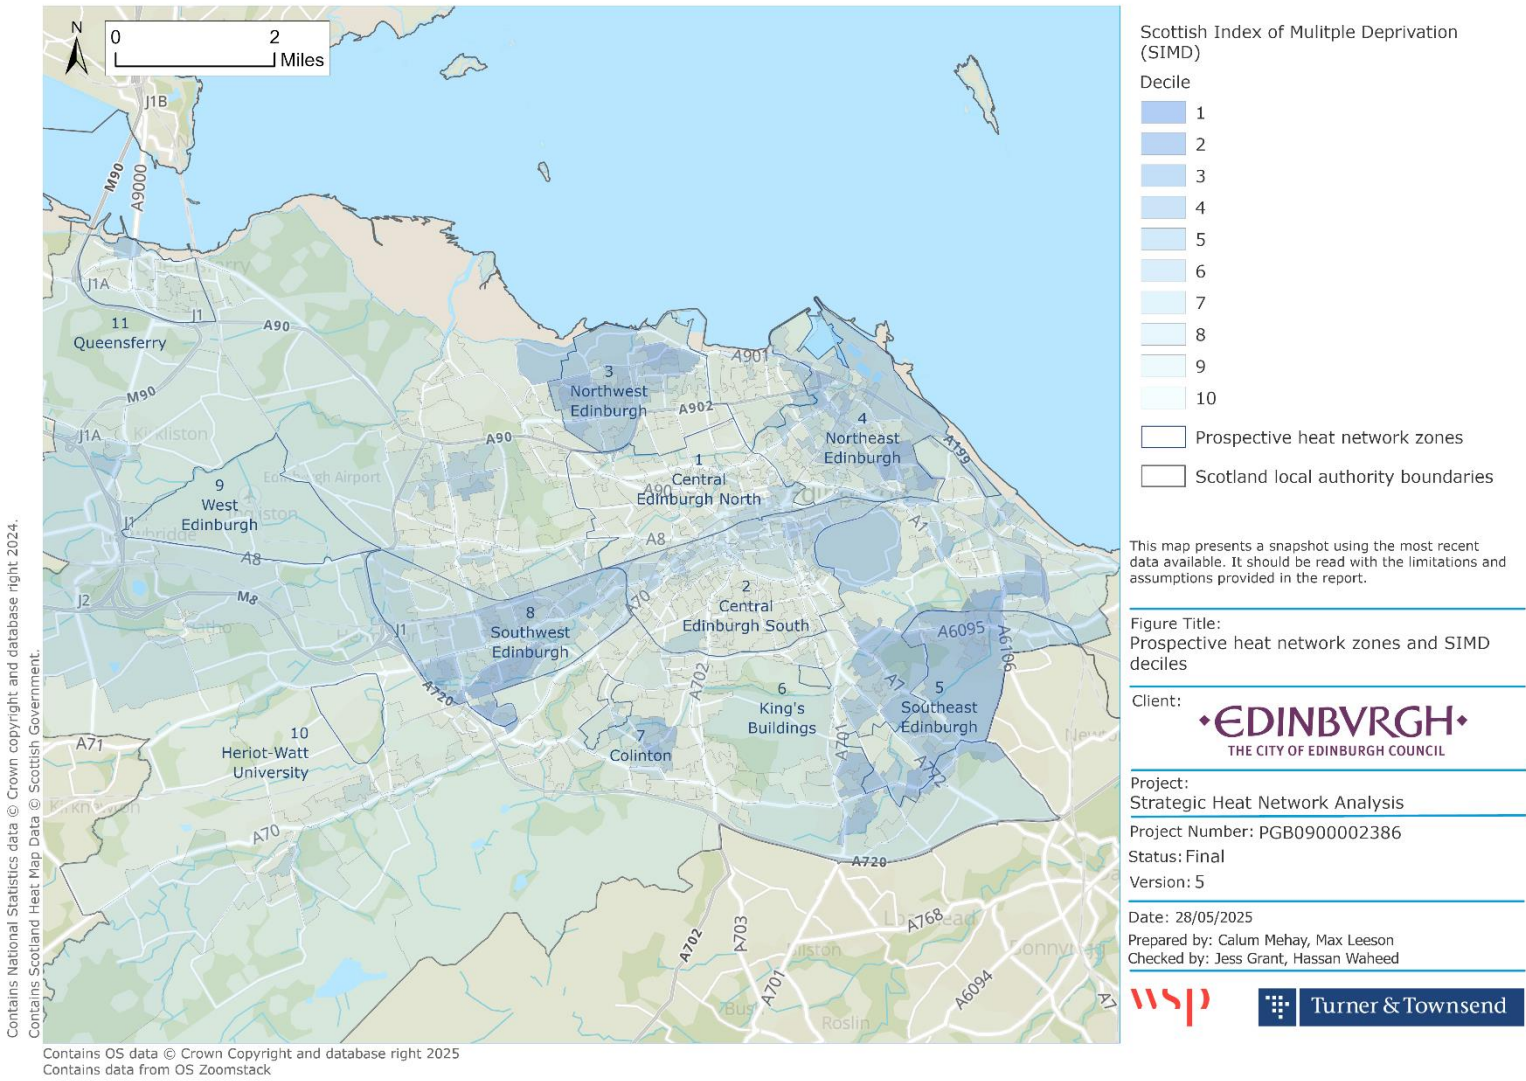 N
0 2
Miles
J1B
M90
A9000
J1A
J1
A90
11
Queensferry
M90
J1A
Kirkliston
A90
9
West
Edinburgh
Edinburgh Airport
J1
A8
M8
J2
J1
3
Northwest
Edinburgh
A901
A902
4
Northeast
Edinburgh
A199
1
Central
Edinburgh North
A90
A8
A1
8
Southwest
Edinburgh
A70
2
Central
Edinburgh South
A6095
A6106
A720
A702
6
King's
Buildings
A7
5
Southeast
Edinburgh
A701
A772
7
Colinton
10
Heriot-Watt
University
A71
A70
A720
A702
A703
A768
A701
A6094
A7
Bilston
Roslin
Scottish Index of Mulitple Deprivation
(SIMD)
Decile
1
2
3
4
5
6
7
8
9
10
Prospective heat network zones
Scotland local authority boundaries
This map presents a snapshot using the most recent
data available. It should be read with the limitations and
assumptions provided in the report.
Figure Title:
Prospective heat network zones and SIMD
deciles
Client:
•EDINBVRGH•
THE CITY OF EDINBURGH COUNCIL
Project:
Strategic Heat Network Analysis
Project Number: PGB0900002386
Status: Final
Version: 5
Date: 28/05/2025
Prepared by: Calum Mehay, Max Leeson
Checked by: Jess Grant, Hassan Waheed
wsp
Turner & Townsend
Contains National Statistics data © Crown copyright and database right 2024.
Contains Scotland Heat Map Data © Scottish Government.
Contains OS data © Crown Copyright and database right 2025
Contains data from OS Zoomstack